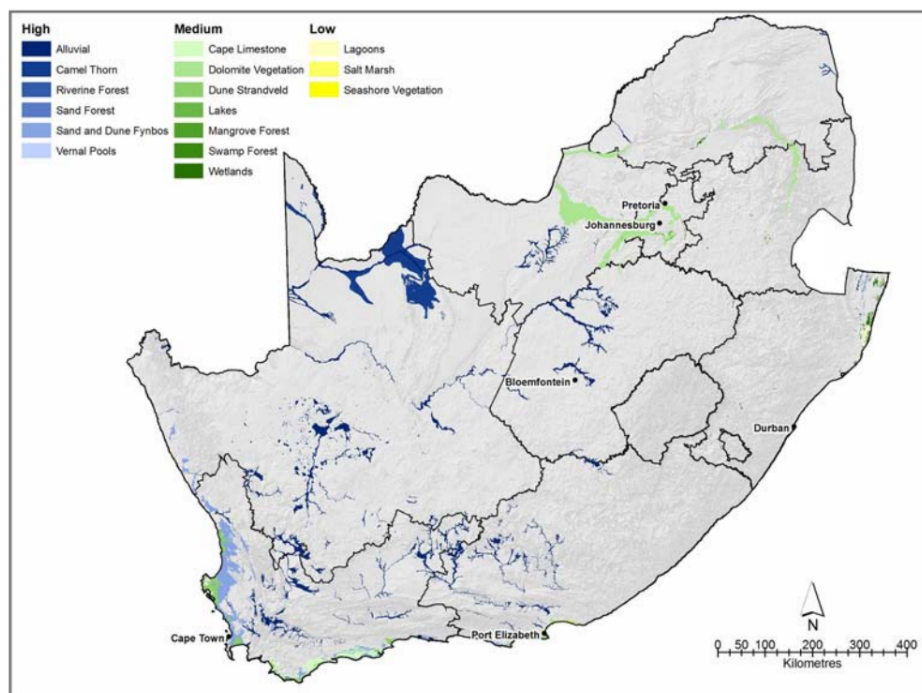 High
Alluvial
Camel Thorn
Riverine Forest
Sand Forest
Sand and Dune Fynbos
Vernal Pools
Medium
Cape Limestone
Dolomite Vegetation
Dune Strandveld
Lakes
Mangrove Forest
Swamp Forest
Wetlands
Low
Lagoons
Salt Marsh
Seashore Vegetation
Pretoria
Johannesburg
Bloemfontein
Durban
Cape Town
Port Elizabeth
N
0 50 100 200 300 400
Kilometres